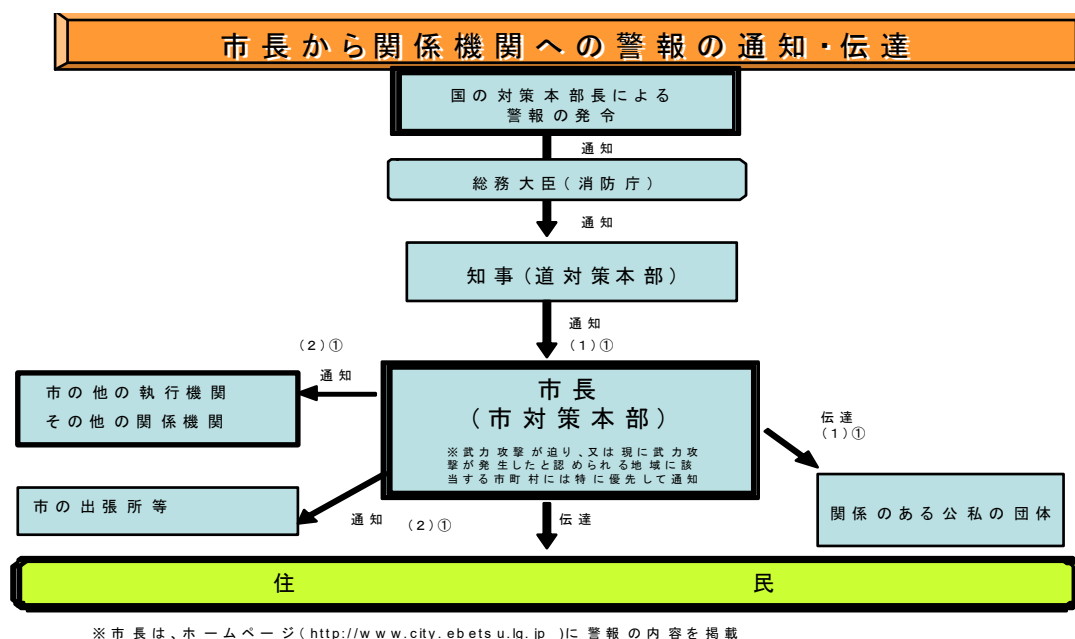 市長から関係機関への警報の通知・伝達
国の対策本部長による
警報の発令
通知
総務大臣(消防庁)
通知
知事(道対策本部)
通知
(1)①
(2)①
通知
市の他の執行機関
その他の関係機関
市長
(市対策本部)
※武力攻撃が迫り、又は現に武力攻
撃が発生したと認められる地域に該
当する市町村には特に優先して通知
伝達
(1)①
市の出張所等
通知 (2)①
伝達
関係のある公私の団体
住民
※市長は、ホームページ(http://www.city.ebetsu.lg.jp )に警報の内容を掲載